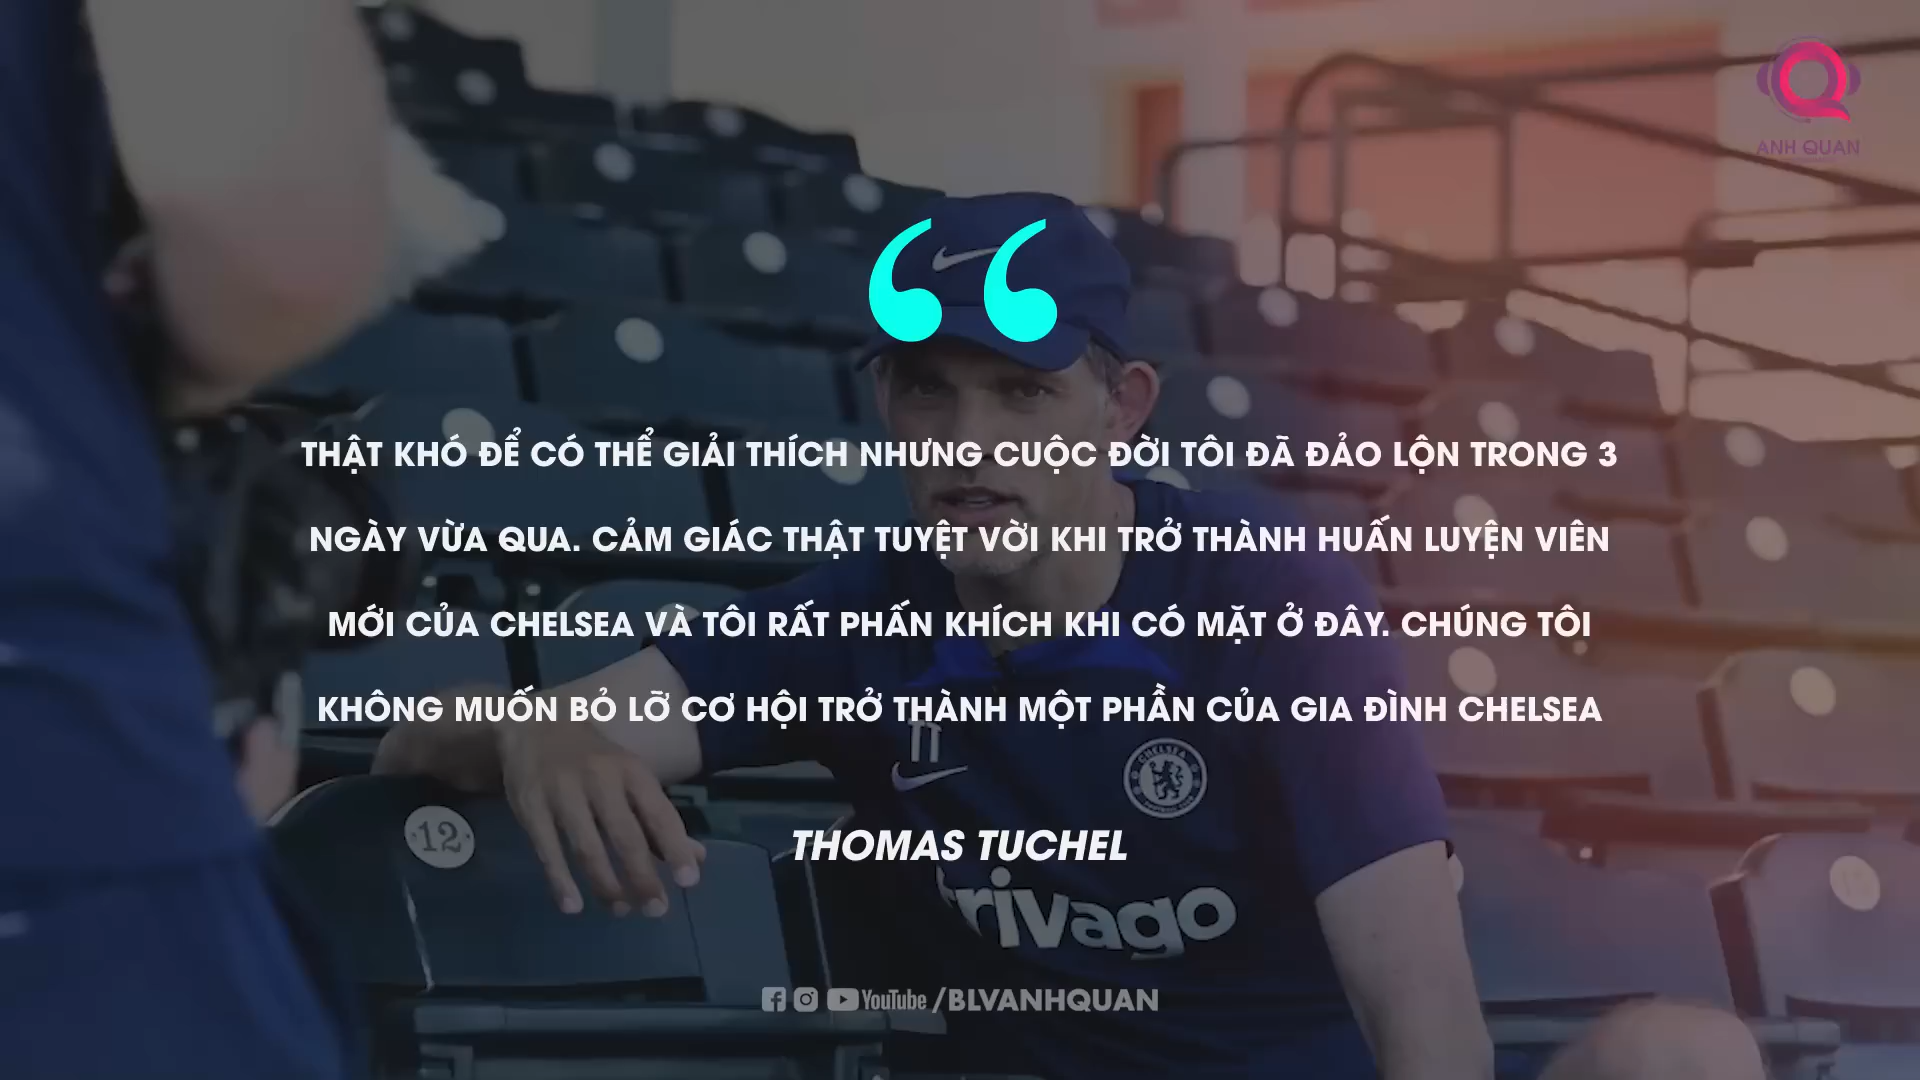 ANH QUAN
THẬT KHÓ ĐỂ CÓ THỂ GIẢI THÍCH NHƯNG CUỘC ĐỜI TÔI ĐÃ ĐẢO LỘN TRONG 3
NGÀY VỪA QUA. CẢM GIÁC THẬT TUYỆT VỜI KHI TRỞ THÀNH HUẤN LUYỆN VIÊN
MỚI CỦA CHELSEA VÀ TÔI RẤT PHẤN KHÍCH KHI CÓ MẶT Ở ĐÂY. CHÚNG TÔI
KHÔNG MUỐN BỎ LỠ CƠ HỘI TRỞ THÀNH MỘT PHẦN CỦA GIA ĐÌNH CHELSEA
TT
CHELSEA
12
THOMAS TUCHEL
trivago
YouTube /BLVANHQUAN